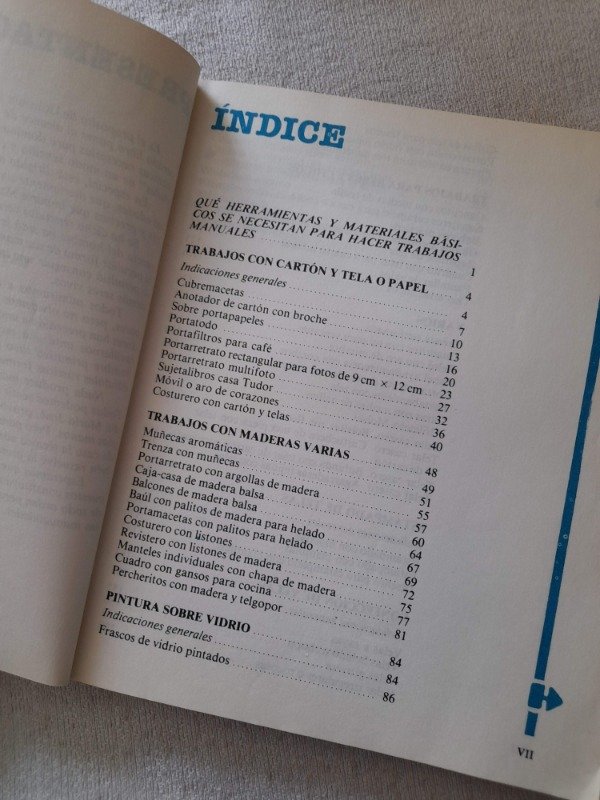 ÍNDICE
QUÉ HERRAMIENTAS Y MATERIALES BÁSI-
COS SE NECESITAN PARA HACER TRABAJOS
MANUALES ........ 1
TRABAJOS CON CARTÓN Y TELA O PAPEL ........ 4
Indicaciones generales ........ 4
Cubremacetas ........ 7
Anotador de cartón con broche ........ 10
Sobre portapapeles ........ 13
Portatodo ........ 16
Portafiltros para café ........ 20
Portarretrato rectangular para fotos de 9 cm × 12 cm ........ 23
Portarretrato multifoto ........ 27
Sujetalibros casa Tudor ........ 32
Móvil o aro de corazones ........ 36
Costurero con cartón y telas ........ 40
TRABAJOS CON MADERAS VARIAS ........ 48
Muñecas aromáticas ........ 49
Trenza con muñecas ........ 51
Portarretrato con argollas de madera ........ 55
Caja-casa de madera balsa ........ 57
Balcones de madera balsa ........ 60
Baúl con palitos de madera para helado ........ 64
Portamacetas con palitos para helado ........ 67
Costurero con listones ........ 69
Revistero con listones de madera ........ 72
Manteles individuales con chapa de madera ........ 75
Cuadro con gansos para cocina ........ 77
Percheritos con madera y telgopor ........ 81
PINTURA SOBRE VIDRIO ........ 84
Indicaciones generales ........ 84
Frascos de vidrio pintados ........ 86
VII